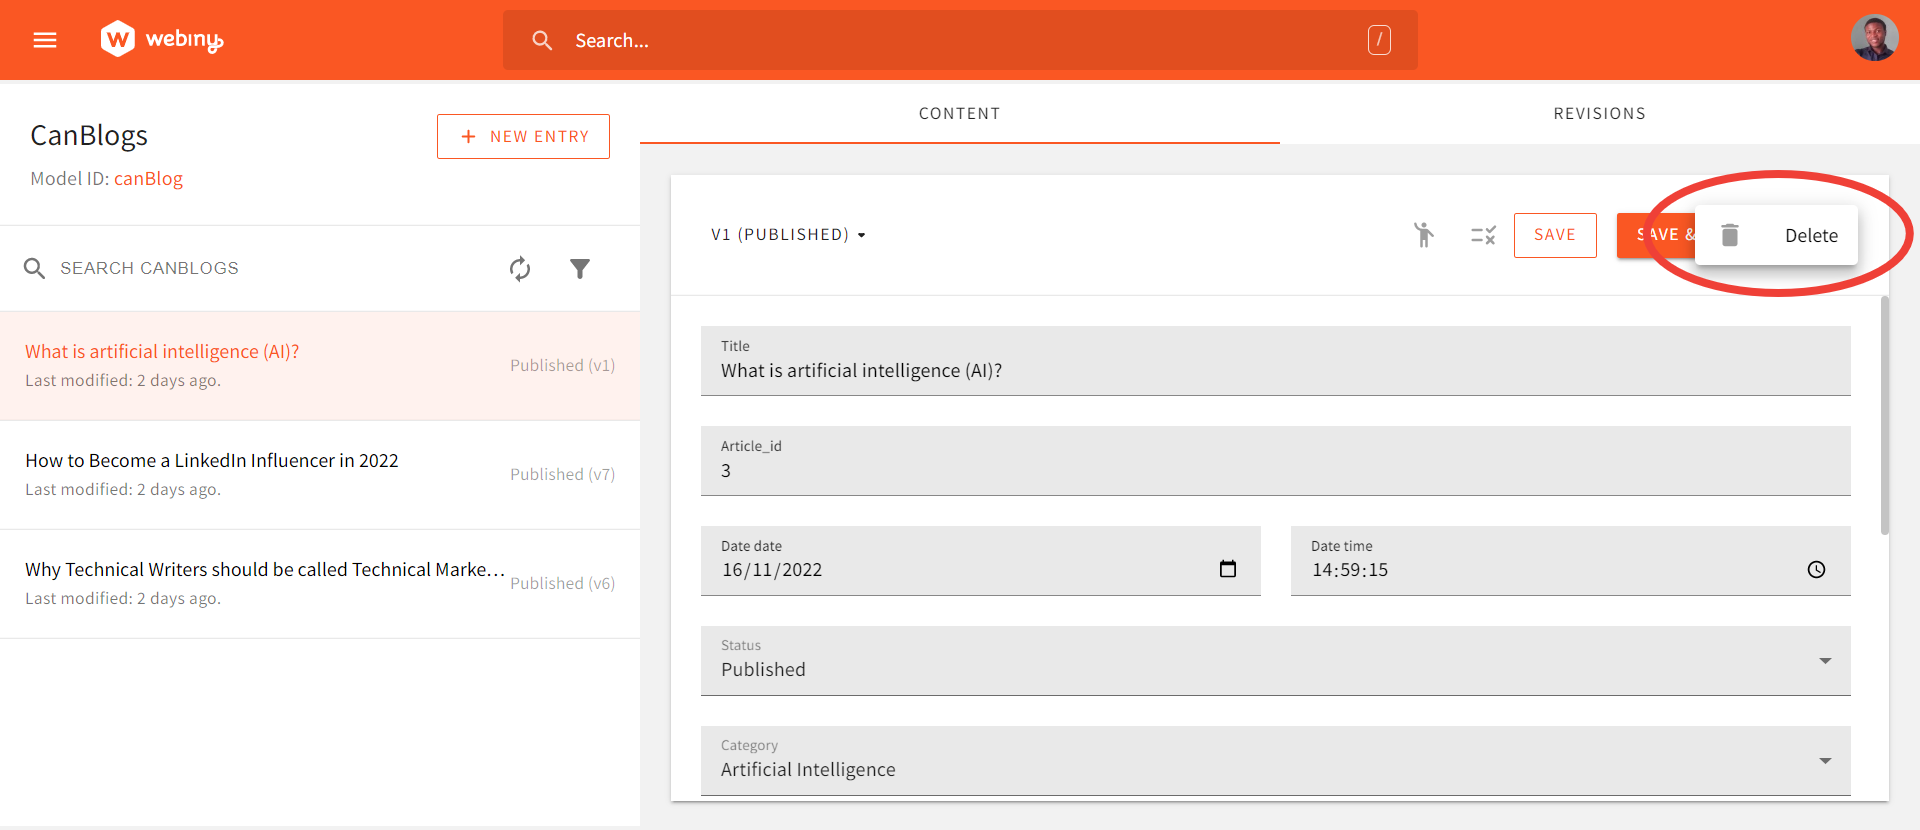 webiny
Search...
/
CanBlogs
NEW ENTRY
Model ID: canBlog
SEARCH CANBLOGS
What is artificial intelligence (AI)?
Last modified: 2 days ago.
Published (v1)
How to Become a LinkedIn Influencer in 2022
Last modified: 2 days ago.
Published (v7)
Why Technical Writers should be called Technical Marke...
Last modified: 2 days ago.
Published (v6)
CONTENT
REVISIONS
V1 (PUBLISHED)
SAVE
SAVE &
Delete
Title
What is artificial intelligence (AI)?
Article_id
3
Date date
16/11/2022
Date time
14:59:15
Status
Published
Category
Artificial Intelligence